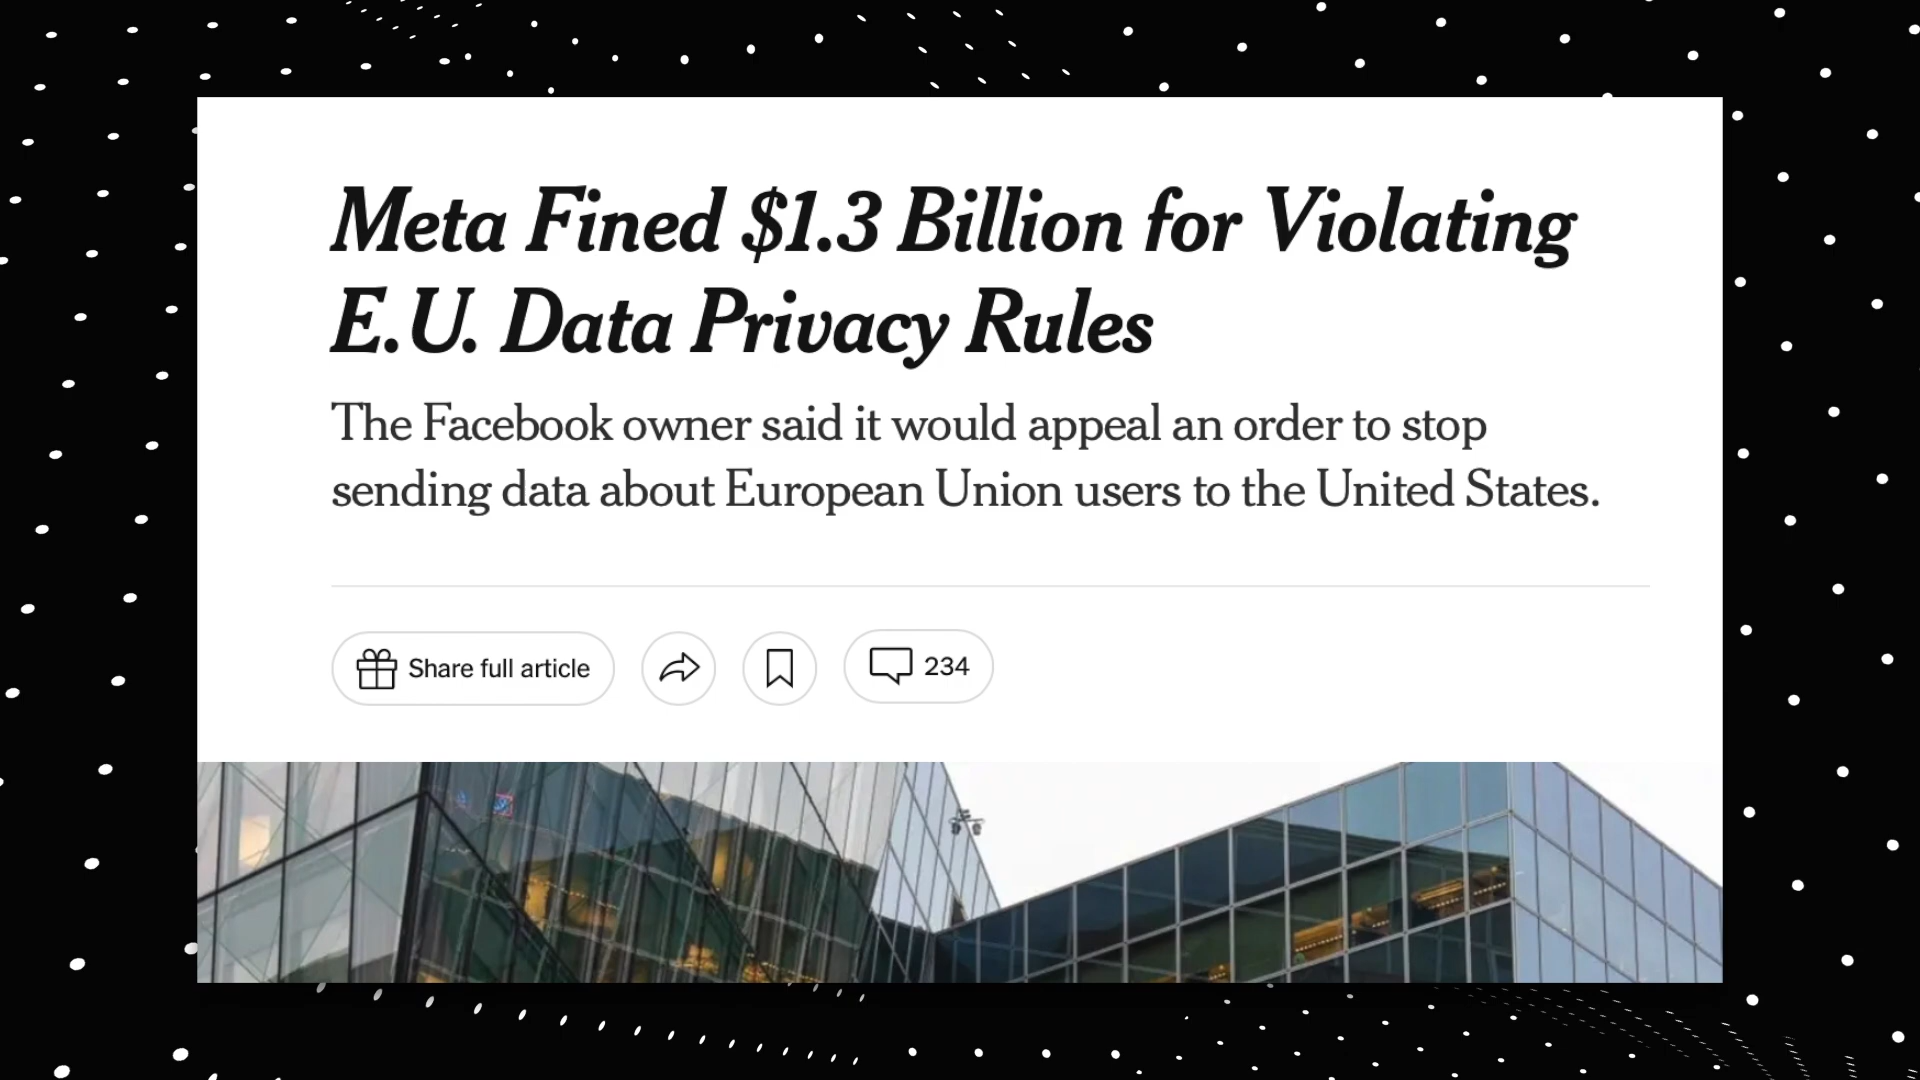 Meta Fined $1.3 Billion for Violating
E.U. Data Privacy Rules
The Facebook owner said it would appeal an order to stop
sending data about European Union users to the United States.
Share full article
234